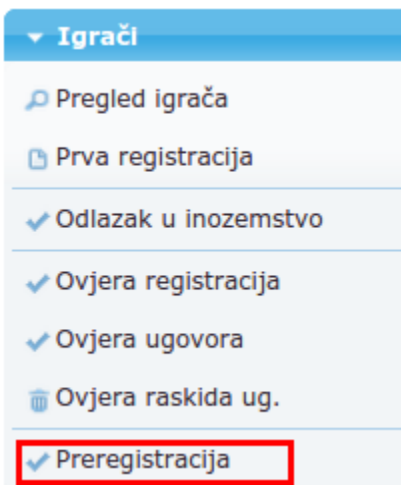 Igrači
Pregled igrača
Prva registracija
Odlazak u inozemstvo
Ovjera registracija
Ovjera ugovora
Ovjera raskida ug.
Preregistracija